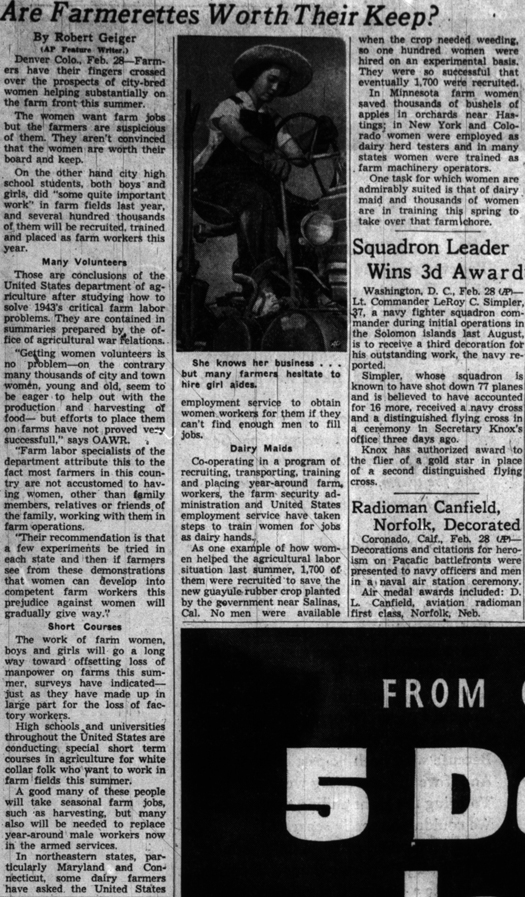 Are Farmerettes Worth Their Keep?
By Robert Geiger
(AP Feature Writer.)
Denver Colo., Feb. 28—Farm-
ers have their fingers crossed
over the prospects of city-bred
women helping substantially on
the farm front this summer.
The women want farm jobs
but the farmers are suspicious
of them. They aren't convinced
that the women are worth their
board and keep.
On the other hand city high
school students, both boys and
girls, did "some quite important
work" in farm fields last year,
and several hundred thousands
of them will be recruited, trained
and placed as farm workers this
year.
Many Volunteers
Those are conclusions of the
United States department of ag-
riculture after studying how to
solve 1943's critical farm labor
problems. They are contained in
summaries prepared by the of-
fice of agricultural war relations.
"Getting women volunteers is
no problem—on the contrary
many thousands of city and town
women, young and old, seem to
be eager to help out with the
production and harvesting of
food— but efforts to place them
on farms have not proved very
successfull," says OAWR.
"Farm labor specialists of the
department attribute this to the
fact most farmers in this coun-
try are not accustomed to hav-
ing women, other than family
members, relatives or friends of
the family, working with them in
farm operations.
"Their recommendation is that
a few experiments be tried in
each state and then if farmers
see from these demonstrations
that women can develop into
competent farm workers this
prejudice against women will
gradually give way."
Short Courses
The work of farm women,
boys and girls will go a long
way toward offsetting loss of
manpower on farms this sum-
mer, surveys have indicated—
just as they have made up in
large part for the loss of fac-
tory workers.
High schools and universities
throughout the United States are
conducting special short term
courses in agriculture for white
collar folk who want to work in
farm fields this summer.
A good many of these people
will take seasonal farm jobs,
such as harvesting, but many
also will be needed to replace
year-around male workers now
in the armed services.
In northeastern states, par-
ticularly Maryland and Con-
necticut, some dairy farmers
have asked the United States
She knows her business . . .
but many farmers hesitate to
hire girl aides.
employment service to obtain
women workers for them if they
can't find enough men to fill
jobs.
Dairy Maids
Co-operating in a program of
recruiting, transporting, training
and placing year-around farm
workers, the farm security ad-
ministration and United States
employment service have taken
steps to train women for jobs
as dairy hands.
As one example of how wom-
en helped the agricultural labor
situation last summer, 1,700 of
them were recruited to save the
new guayule rubber crop planted
by the government near Salinas,
Cal. No men were available
when the crop needed weeding,
so one hundred women were
hired on an experimental basis.
They were so successful that
eventually 1,700 were recruited.
In Minnesota farm women
saved thousands of bushels of
apples in orchards near Has-
tings; in New York and Colo-
rado women were employed as
dairy herd testers and in many
states women were trained as
farm machinery operators.
One task for which women are
admirably suited is that of dairy
maid and thousands of women
are in training this spring to
take over that farm chore.
Squadron Leader
Wins 3d Award
Washington, D. C., Feb. 28 (AP)—
Lt. Commander LeRoy C. Simpler,
37, a navy fighter squadron com-
mander during initial operations in
the Solomon islands last August,
is to receive a third decoration for
his outstanding work, the navy re-
ported.
Simpler, whose squadron is
known to have shot down 77 planes
and is believed to have accounted
for 16 more, received a navy cross
and a distinguished flying cross in
a ceremony in Secretary Knox's
office three days ago.
Knox has authorized award to
the flier of a gold star in place
of a second distinguished flying
cross.
Radioman Canfield,
Norfolk, Decorated
Coronado, Caif., Feb. 28 (AP)—
Decorations and citations for hero-
ism on Pacafic battlefronts were
presented to navy officers and men
in a naval air station ceremony.
Air medal awards included: D.
L. Canfield, aviation radioman
first class, Norfolk, Neb.
FROM
5 D